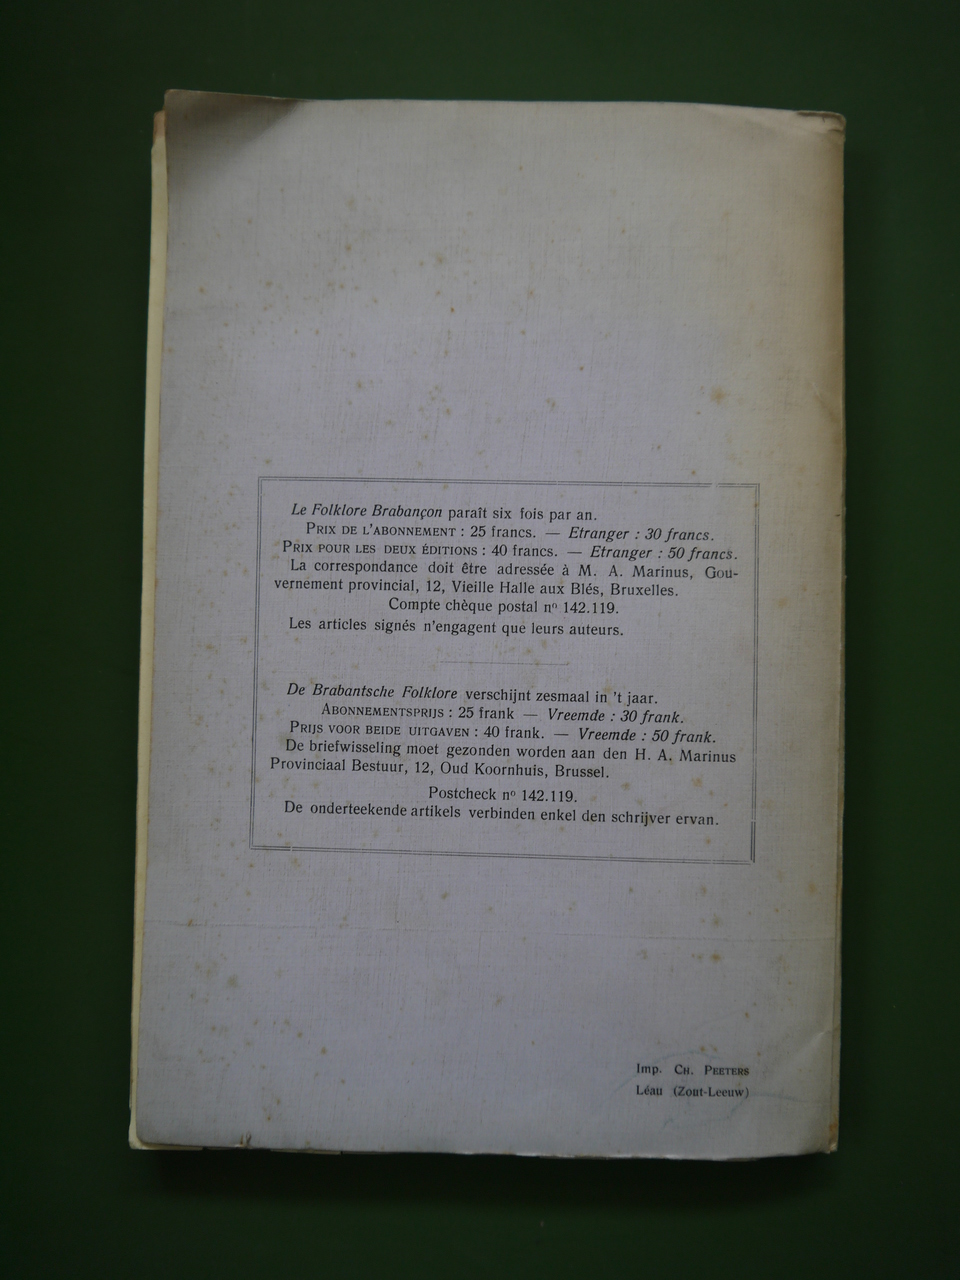 Le Folklore Brabançon paraît six fois par an.
PRIX DE L'ABONNEMENT : 25 francs. — Etranger : 30 francs.
PRIX POUR LES DEUX ÉDITIONS : 40 francs. — Etranger : 50 francs.
La correspondance doit être adressée à M. A. Marinus, Gou-
vernement provincial, 12, Vieille Halle aux Blés, Bruxelles.
Compte chèque postal nº 142.119.
Les articles signés n'engagent que leurs auteurs.
De Brabantsche Folklore verschijnt zesmaal in 't jaar.
ABONNEMENTSPRIJS : 25 frank — Vreemde : 30 frank.
PRIJS VOOR BEIDE UITGAVEN : 40 frank. — Vreemde : 50 frank.
De briefwisseling moet gezonden worden aan den H. A. Marinus
Provinciaal Bestuur, 12, Oud Koornhuis, Brussel.
Postcheck nº 142.119.
De onderteekende artikels verbinden enkel den schrijver ervan.
Imp. CH. PEETERS
Léau (Zout-Leeuw)